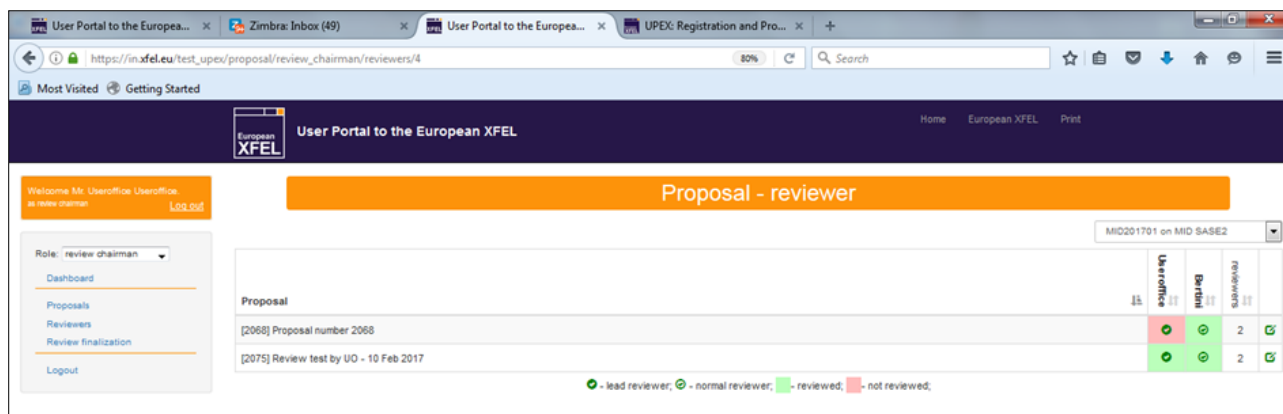 User Portal to the Europea...
Zimbra: Inbox (49)
User Portal to the Europea...
UPEX: Registration and Pro...
https://in.xfel.eu/test_upex/proposal/review_chairman/reviewers/4
80%
Search
Most Visited
Getting Started
European
XFEL
User Portal to the European XFEL
Home
European XFEL
Print
Welcome Mr. Useroffice Useroffice.
as review chairman
Log out
Proposal - reviewer
MID201701 on MID SASE2
Role: review chairman
Dashboard
Proposals
Reviewers
Review finalization
Logout
Proposal
Useroffice
Bertini
reviewers
[2068] Proposal number 2068
2
[2075] Review test by UO - 10 Feb 2017
2
- lead reviewer; - normal reviewer; - reviewed; - not reviewed;